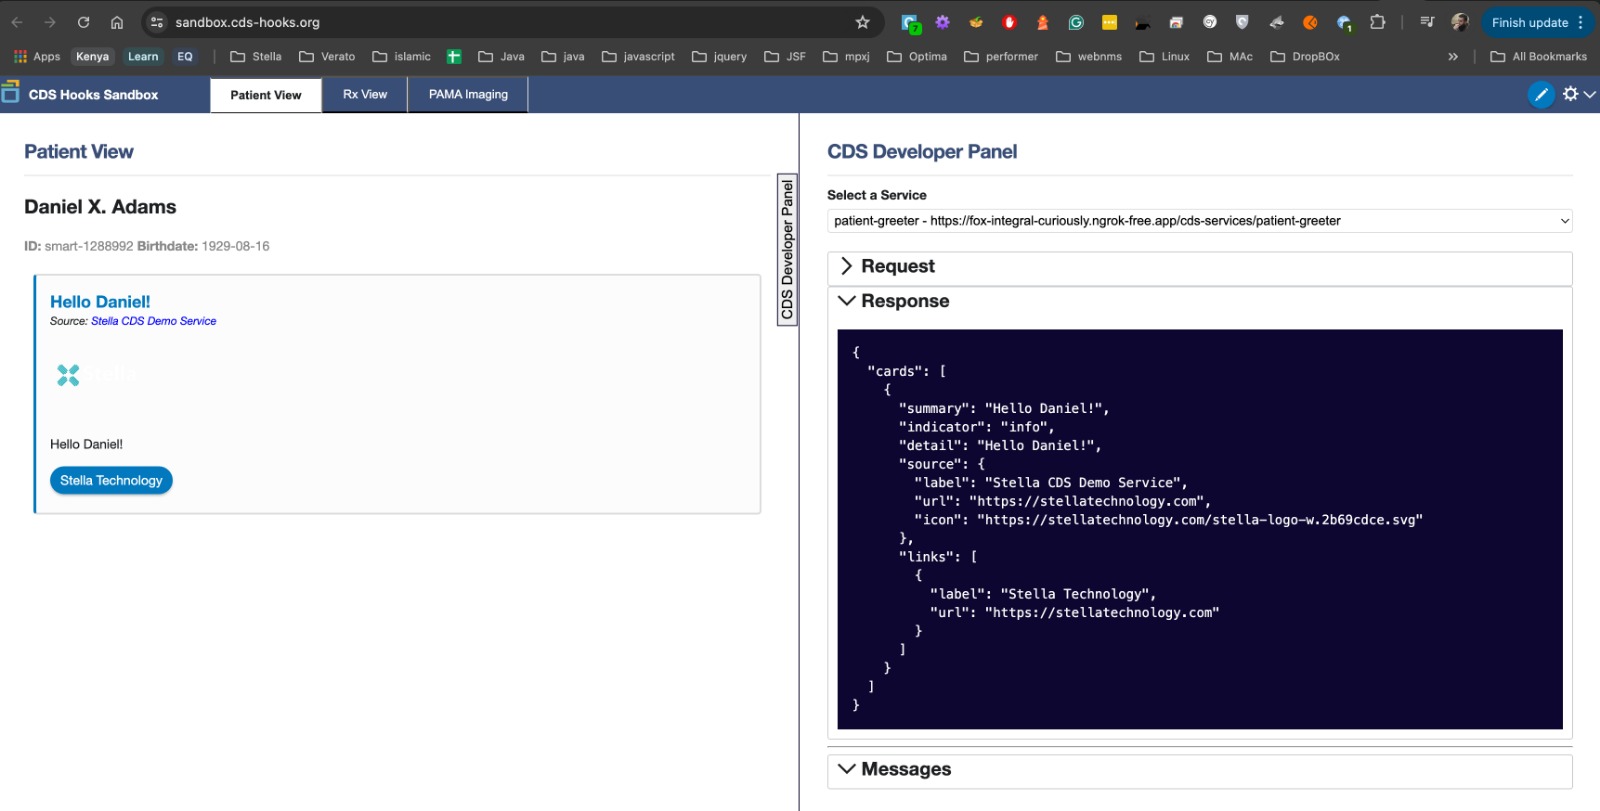 sandbox.cds-hooks.org
7
1
Finish update
Apps
Kenya
Learn
EQ
Stella
Verato
islamic
Java
java
javascript
jquery
JSF
mpxj
Optima
performer
webnms
Linux
MAc
DropBOx
»
All Bookmarks
CDS Hooks Sandbox
Patient View
Rx View
PAMA Imaging
Patient View
Daniel X. Adams
ID: smart-1288992 Birthdate: 1929-08-16
Hello Daniel!
Source: Stella CDS Demo Service
Hello Daniel!
Stella Technology
CDS Developer Panel
CDS Developer Panel
Select a Service
patient-greeter - https://fox-integral-curiously.ngrok-free.app/cds-services/patient-greeter
Request
Response
{
"cards": [
{
"summary": "Hello Daniel!",
"indicator": "info",
"detail": "Hello Daniel!",
"source": {
"label": "Stella CDS Demo Service",
"url": "https://stellatechnology.com",
"icon": "https://stellatechnology.com/stella-logo-w.2b69cdce.svg"
},
"links": [
{
"label": "Stella Technology",
"url": "https://stellatechnology.com"
}
]
}
]
}
Messages